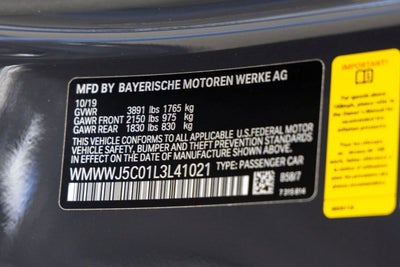 MFD BY BAYERISCHE MOTOREN WERKE AG
10/19
GVWR 3891 lbs 1765 kg
GAWR FRONT 2150 lbs 975 kg
GAWR REAR 1830 lbs 830 kg
THIS VEHICLE CONFORMS TO ALL APPLICABLE U.S.FEDERAL MOTOR
VEHICLE SAFETY, BUMPER, AND THEFT PREVENTION STANDARDS
IN EFFECT ON THE DATE OF MANUFACTURE SHOWN ABOVE.
WMWWJ5C01L3L41021 TYPE: PASSENGER CAR
IMPORTANT!